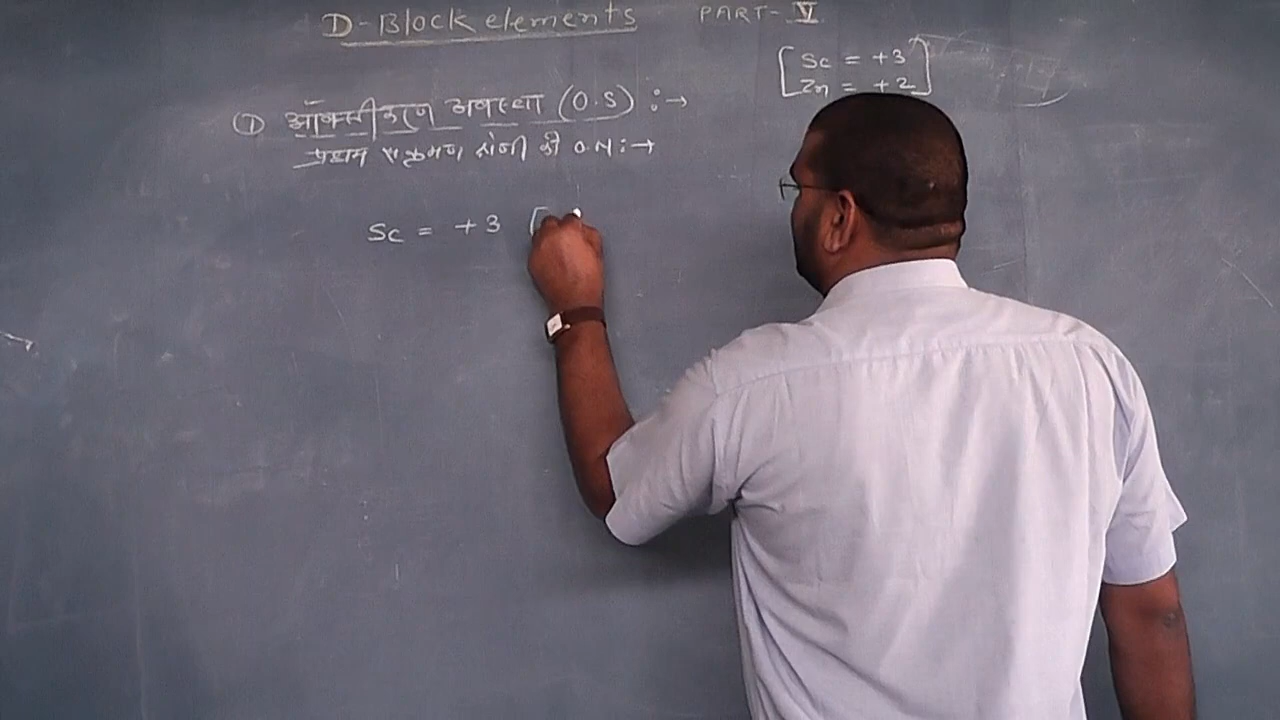 D-Block elements PART-V
[ Sc = +3
Zn = +2 ]
① ऑक्सीकरण अवस्था (O.S) :→
प्रथम संक्रमण श्रेणी की O.N :→
Sc = +3 [